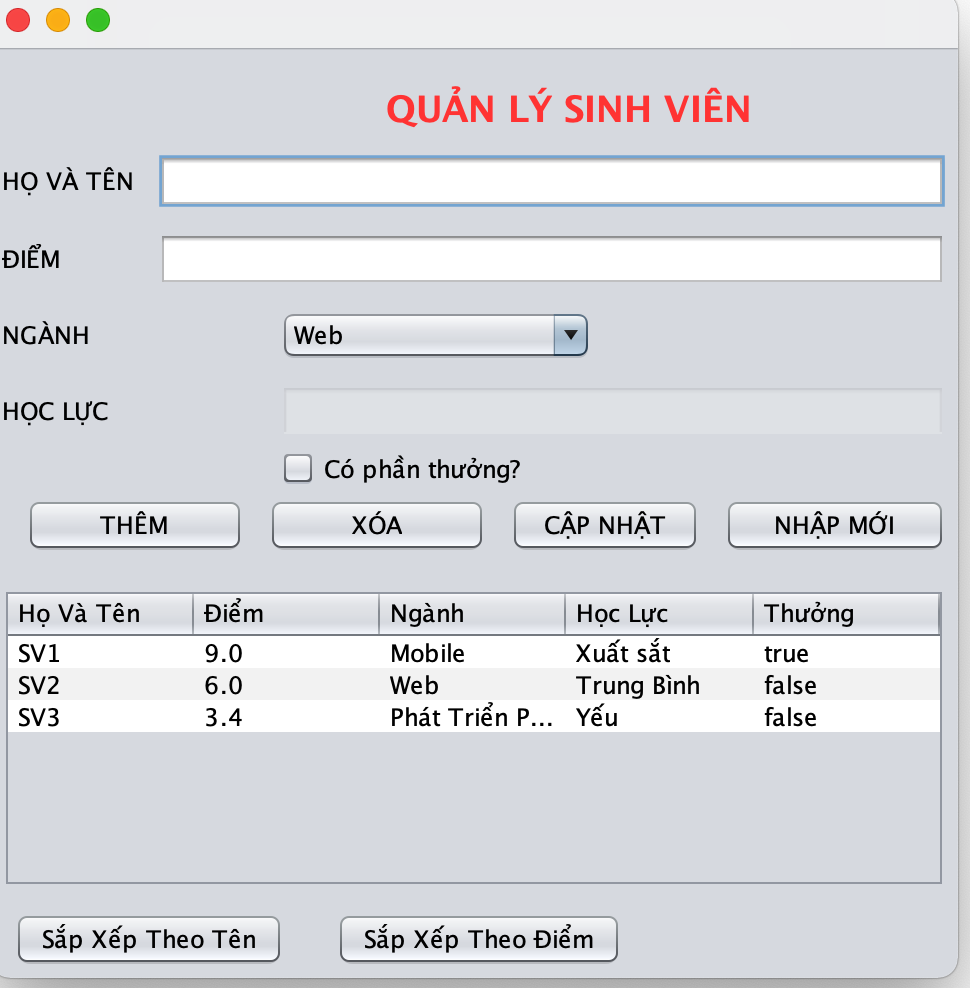 QUẢN LÝ SINH VIÊN
HỌ VÀ TÊN
ĐIỂM
NGÀNH Web
HỌC LỰC
Có phần thưởng?
THÊM XÓA CẬP NHẬT NHẬP MỚI
Họ Và Tên Điểm Ngành Học Lực Thưởng
SV1 9.0 Mobile Xuất sắt true
SV2 6.0 Web Trung Bình false
SV3 3.4 Phát Triển P... Yếu false
Sắp Xếp Theo Tên Sắp Xếp Theo Điểm